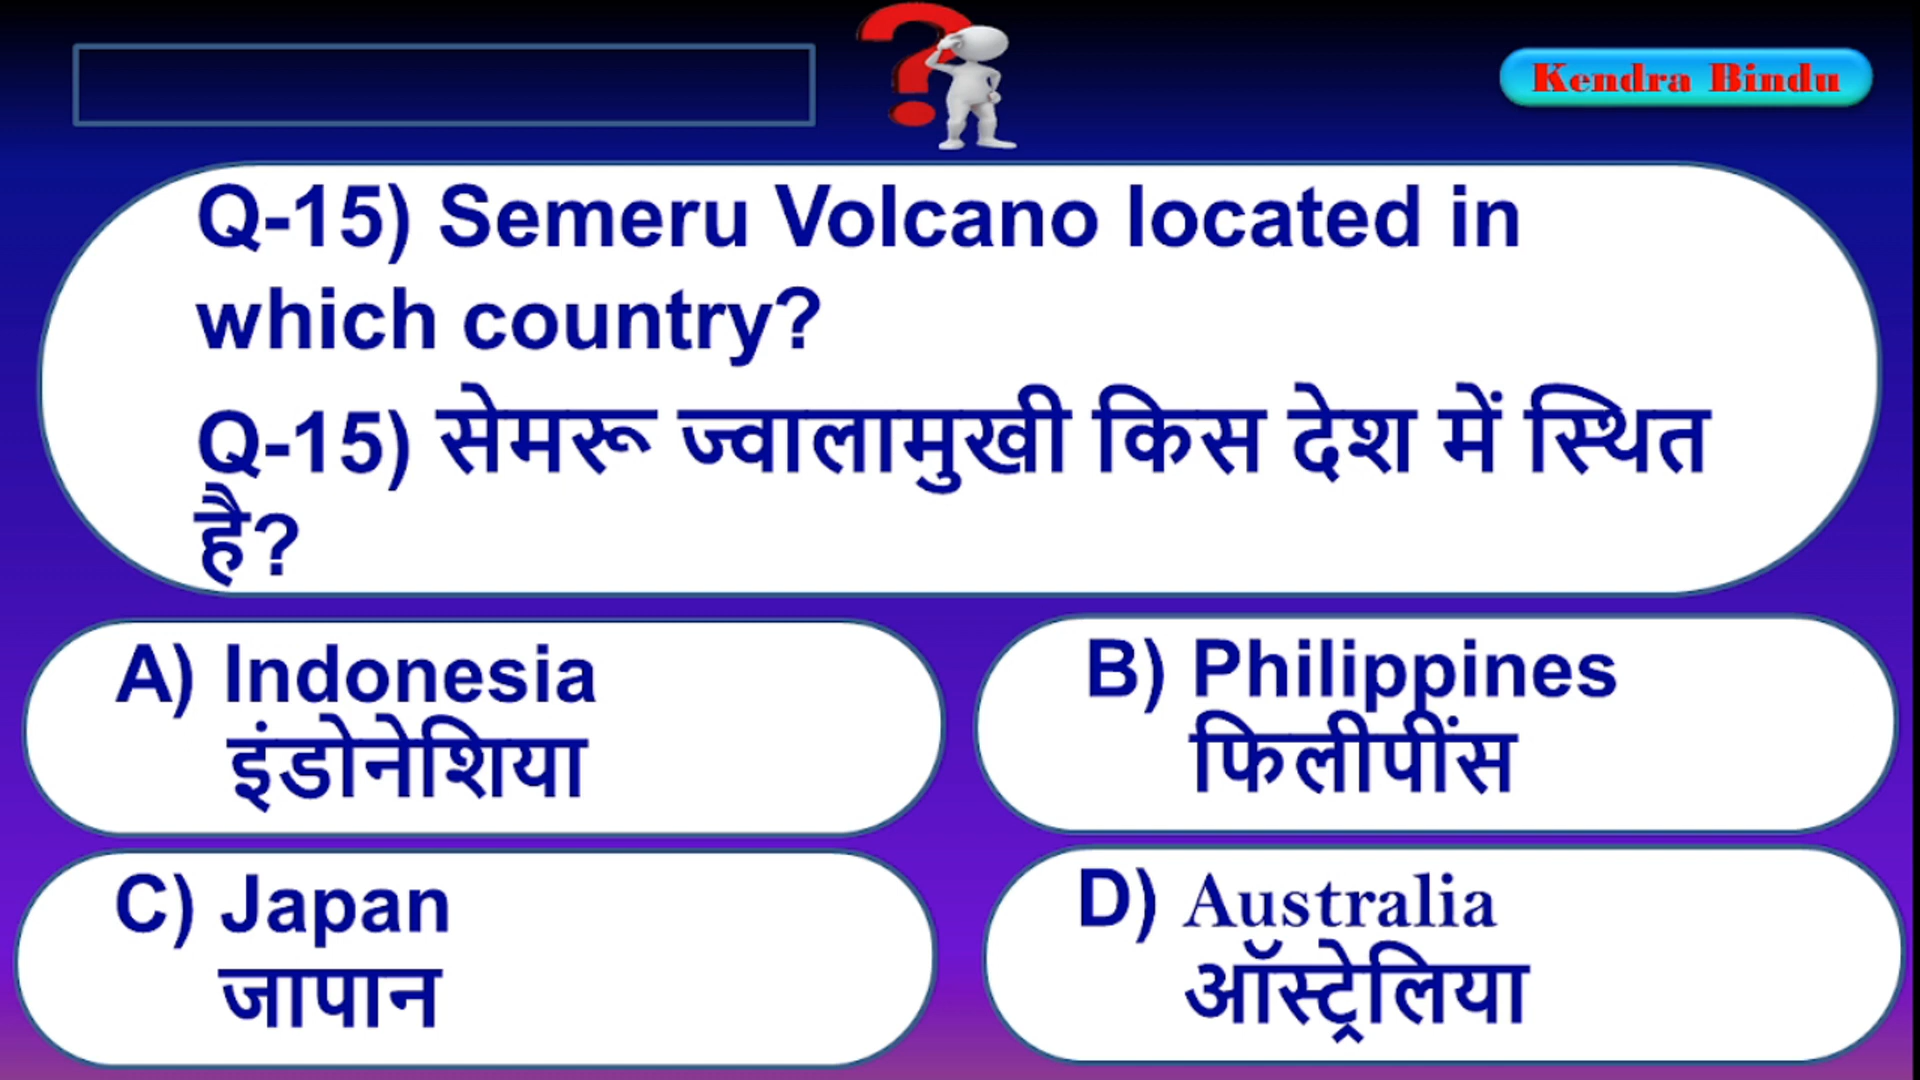 Kendra Bindu
Q-15) Semeru Volcano located in
which country?
Q-15) सेमरू ज्वालामुखी किस देश में स्थित
है?
A) Indonesia
इंडोनेशिया
B) Philippines
फिलीपींस
C) Japan
जापान
D) Australia
ऑस्ट्रेलिया